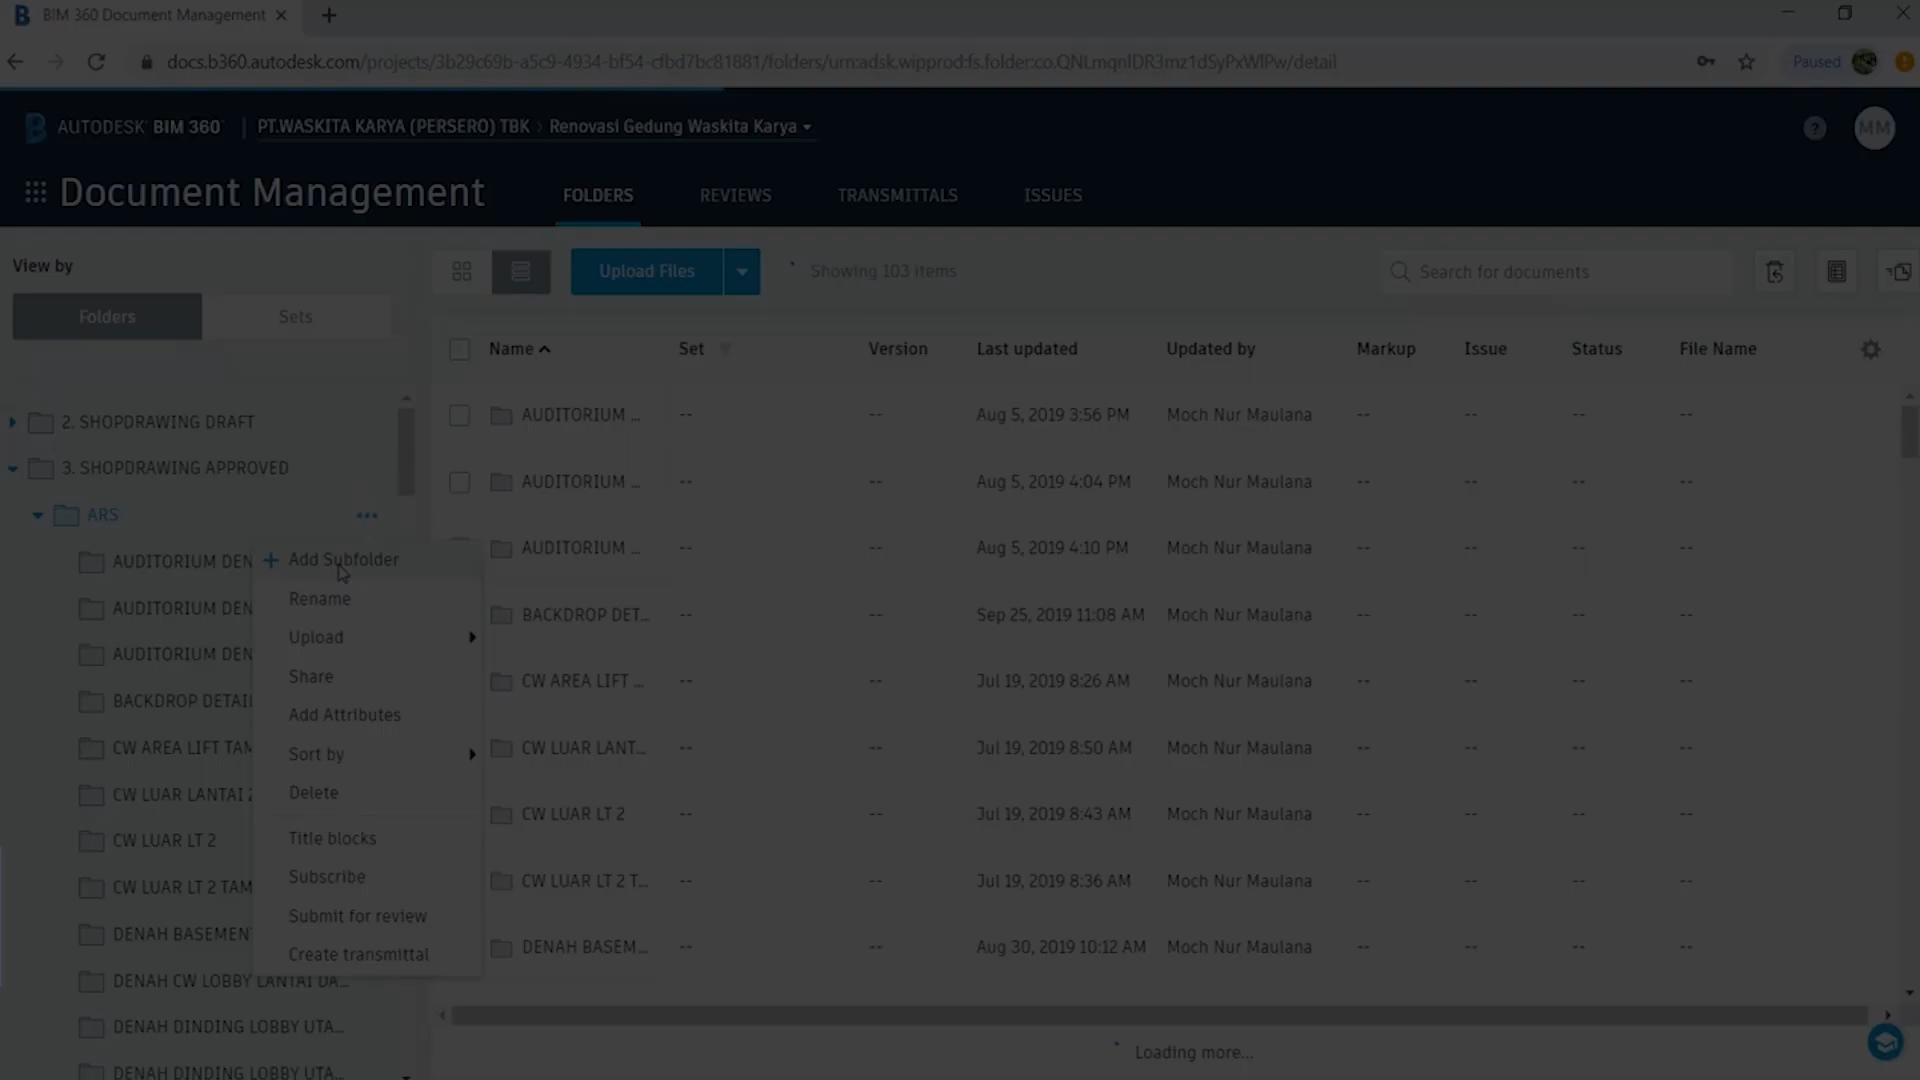 BIM 360 Document Management
docs.b360.autodesk.com/projects/3b29c69b-a5c9-4934-bf54-cfbd7bc81881/folders/urn:adsk.wipprod:fs.folder:co.QNLmqnlDR3mz1dSyPxWlPw/detail
Paused
AUTODESK BIM 360
PT.WASKITA KARYA (PERSERO) TBK > Renovasi Gedung Waskita Karya
MM
Document Management
FOLDERS REVIEWS TRANSMITTALS ISSUES
View by
Folders Sets
Upload Files Showing 103 items Search for documents
Name Set Version Last updated Updated by Markup Issue Status File Name
2. SHOPDRAWING DRAFT
3. SHOPDRAWING APPROVED
ARS
AUDITORIUM DEN
AUDITORIUM DEN
AUDITORIUM DEN
BACKDROP DETAI
CW AREA LIFT TAM
CW LUAR LANTAI 2
CW LUAR LT 2
CW LUAR LT 2 TAM
DENAH BASEMEN
DENAH CW LOBBY LANTAI DA...
DENAH DINDING LOBBY UTA...
DENAH DINDING LOBBY UTA...
Add Subfolder
Rename
Upload
Share
Add Attributes
Sort by
Delete
Title blocks
Subscribe
Submit for review
Create transmittal
AUDITORIUM ... -- -- Aug 5, 2019 3:56 PM Moch Nur Maulana -- -- -- --
AUDITORIUM ... -- -- Aug 5, 2019 4:04 PM Moch Nur Maulana -- -- -- --
AUDITORIUM ... -- -- Aug 5, 2019 4:10 PM Moch Nur Maulana -- -- -- --
BACKDROP DET... -- -- Sep 25, 2019 11:08 AM Moch Nur Maulana -- -- -- --
CW AREA LIFT ... -- -- Jul 19, 2019 8:26 AM Moch Nur Maulana -- -- -- --
CW LUAR LANT... -- -- Jul 19, 2019 8:50 AM Moch Nur Maulana -- -- -- --
CW LUAR LT 2 -- -- Jul 19, 2019 8:43 AM Moch Nur Maulana -- -- -- --
CW LUAR LT 2 T... -- -- Jul 19, 2019 8:36 AM Moch Nur Maulana -- -- -- --
DENAH BASEM... -- -- Aug 30, 2019 10:12 AM Moch Nur Maulana -- -- -- --
Loading more...